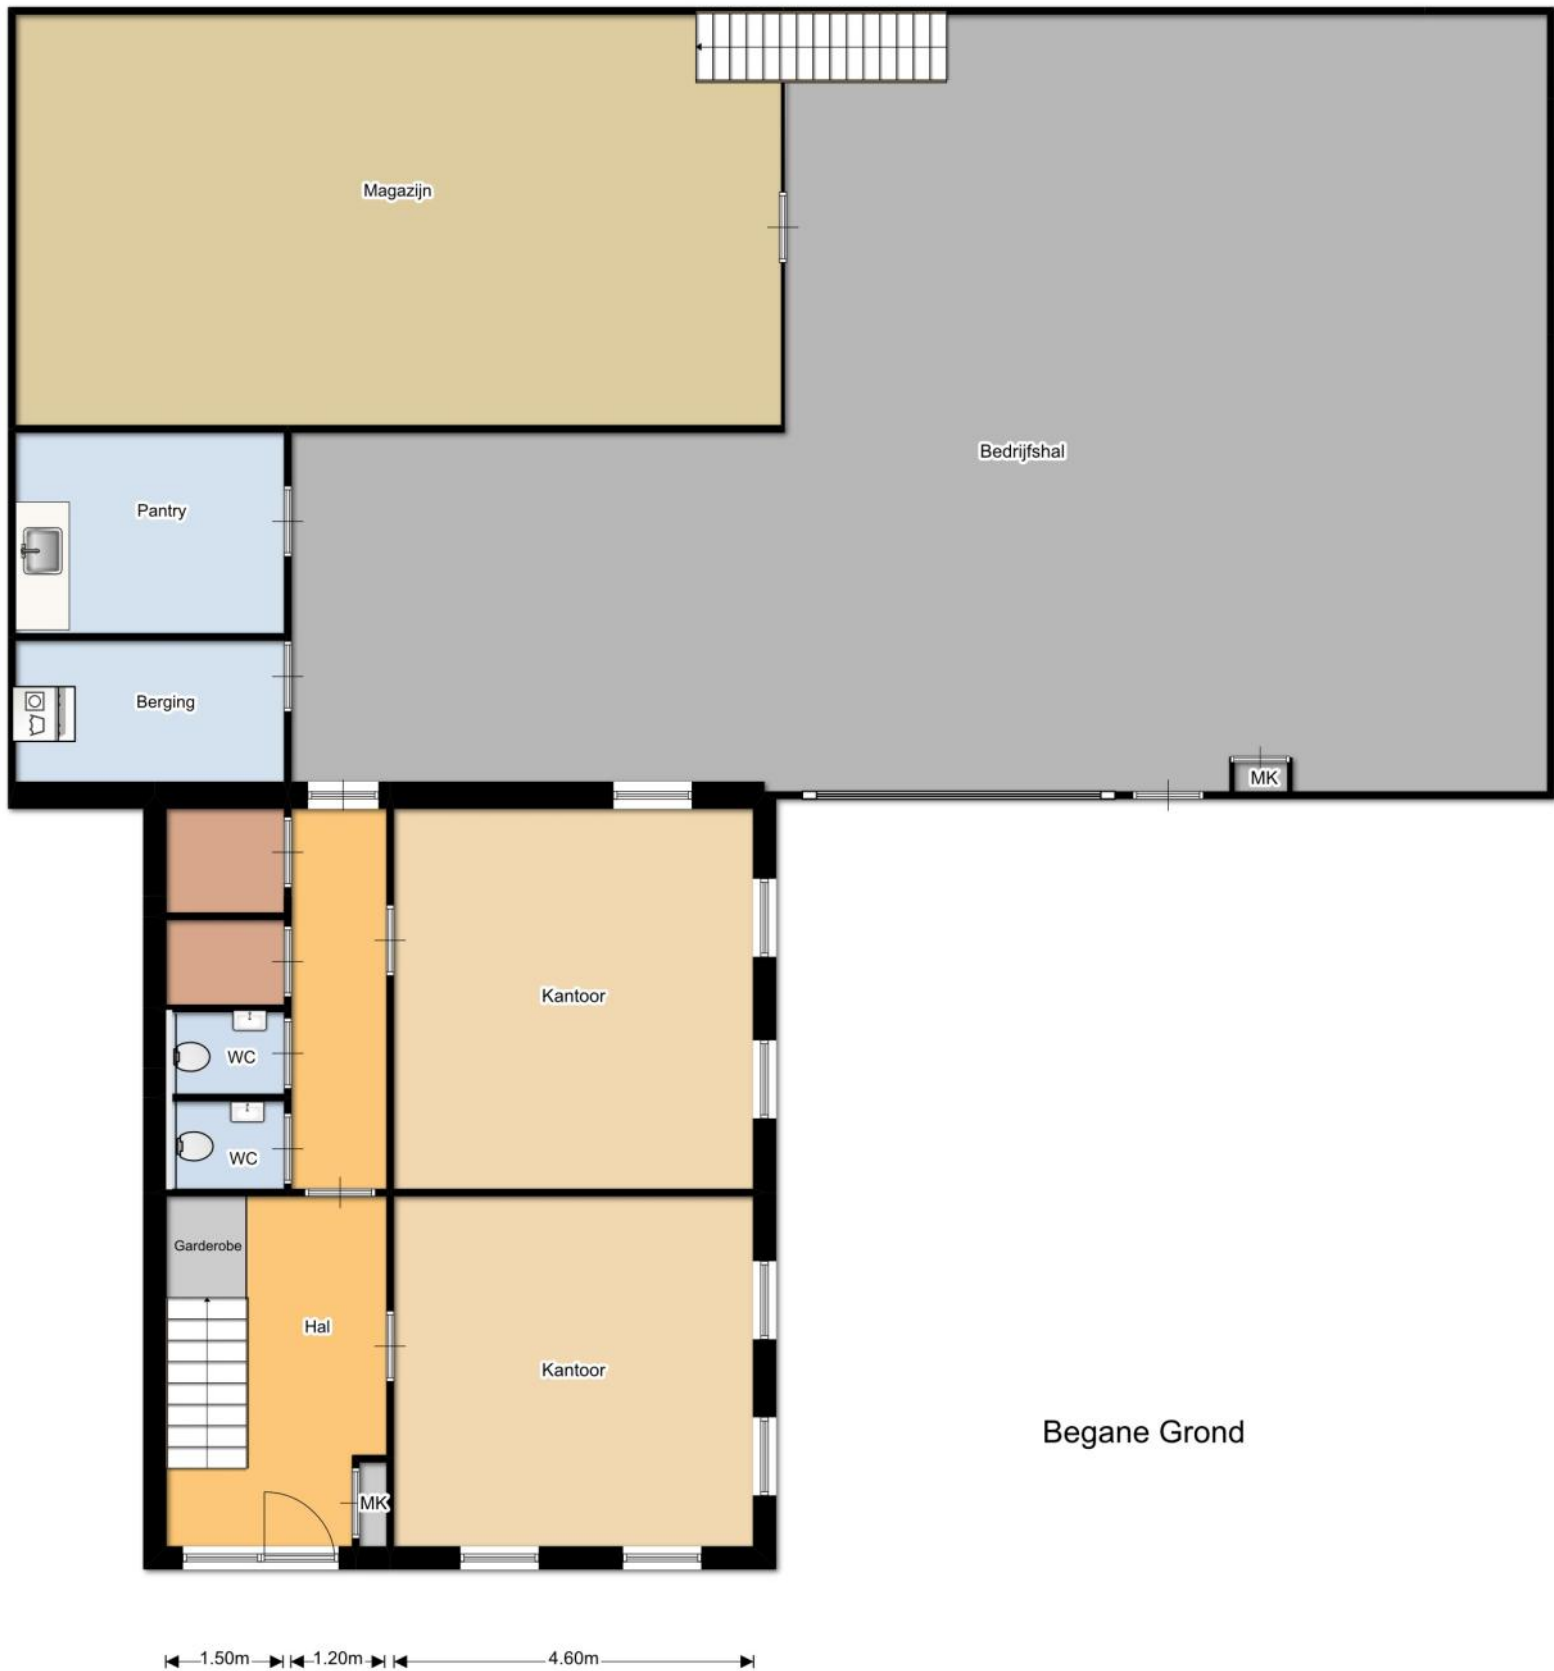 Magazijn
Bedrijfshal
Pantry
Berging
MK
Kantoor
WC
WC
Garderobe
Hal
Kantoor
Begane Grond
MK
1.50m
1.20m
4.60m